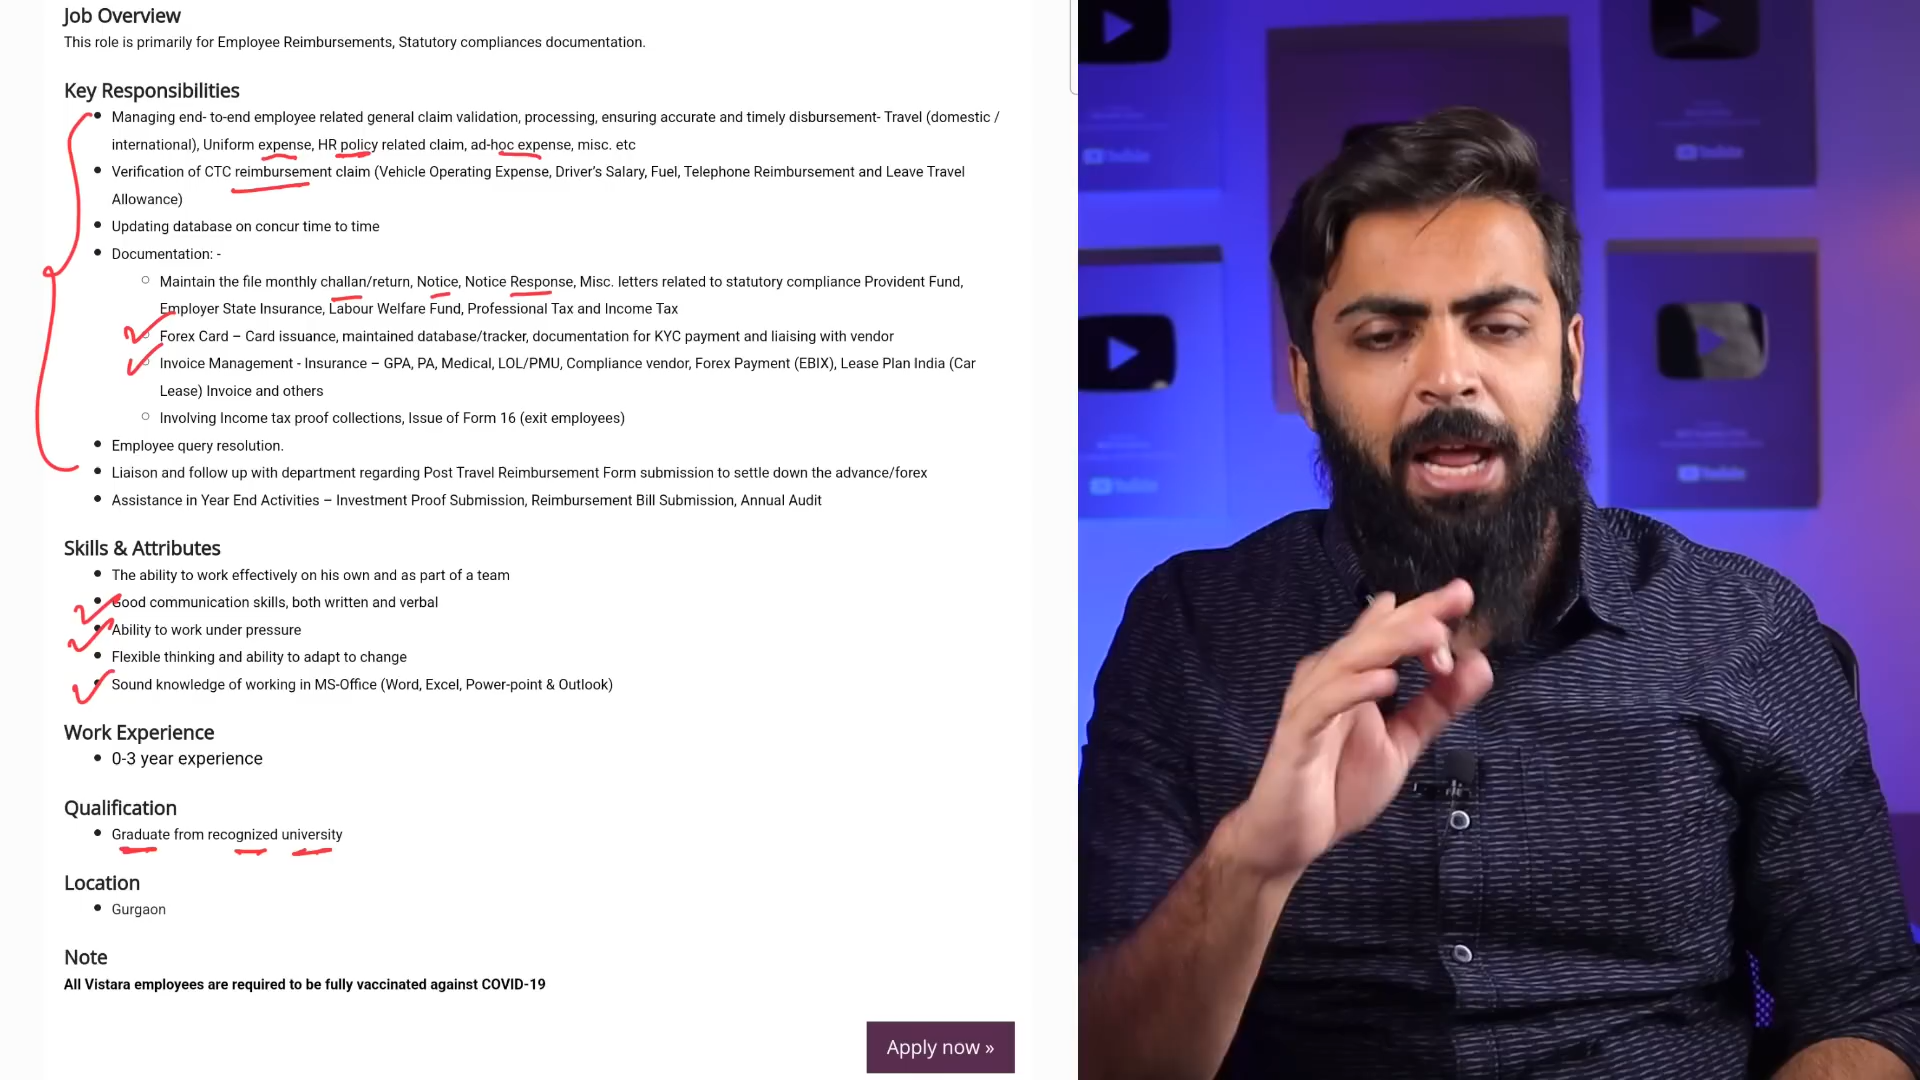 Job Overview
This role is primarily for Employee Reimbursements, Statutory compliances documentation.
Key Responsibilities
Managing end- to-end employee related general claim validation, processing, ensuring accurate and timely disbursement- Travel (domestic /
international), Uniform expense, HR policy related claim, ad-hoc expense, misc. etc
Verification of CTC reimbursement claim (Vehicle Operating Expense, Driver's Salary, Fuel, Telephone Reimbursement and Leave Travel
Allowance)
Updating database on concur time to time
Documentation: -
Maintain the file monthly challan/return, Notice, Notice Response, Misc. letters related to statutory compliance Provident Fund,
Employer State Insurance, Labour Welfare Fund, Professional Tax and Income Tax
Forex Card – Card issuance, maintained database/tracker, documentation for KYC payment and liaising with vendor
Invoice Management - Insurance – GPA, PA, Medical, LOL/PMU, Compliance vendor, Forex Payment (EBIX), Lease Plan India (Car
Lease) Invoice and others
Involving Income tax proof collections, Issue of Form 16 (exit employees)
Employee query resolution.
Liaison and follow up with department regarding Post Travel Reimbursement Form submission to settle down the advance/forex
Assistance in Year End Activities – Investment Proof Submission, Reimbursement Bill Submission, Annual Audit
Skills & Attributes
The ability to work effectively on his own and as part of a team
Good communication skills, both written and verbal
Ability to work under pressure
Flexible thinking and ability to adapt to change
Sound knowledge of working in MS-Office (Word, Excel, Power-point & Outlook)
Work Experience
0-3 year experience
Qualification
Graduate from recognized university
Location
Gurgaon
Note
All Vistara employees are required to be fully vaccinated against COVID-19
Apply now »
YouTube
YouTube
YouTube
YouTube